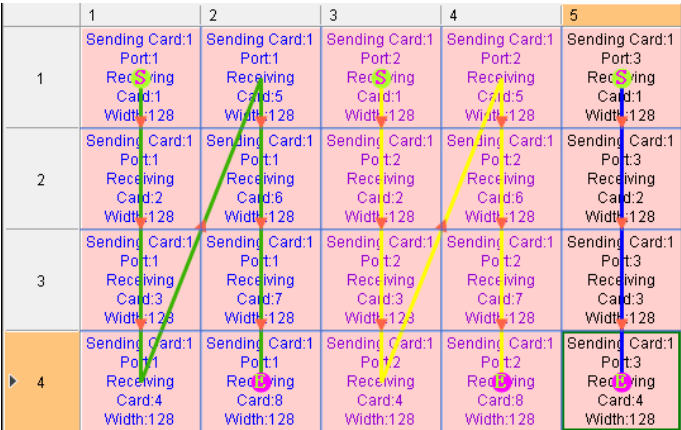 1
2
3
4
5
1
Sending Card:1
Port:1
Receiving
Card:1
Width:128
S
Sending Card:1
Port:1
Receiving
Card:5
Width:128
Sending Card:1
Port:2
Receiving
Card:1
Width:128
S
Sending Card:1
Port:2
Receiving
Card:5
Width:128
Sending Card:1
Port:3
Receiving
Card:1
Width:128
S
2
Sending Card:1
Port:1
Receiving
Card:2
Width:128
Sending Card:1
Port:1
Receiving
Card:6
Width:128
Sending Card:1
Port:2
Receiving
Card:2
Width:128
Sending Card:1
Port:2
Receiving
Card:6
Width:128
Sending Card:1
Port:3
Receiving
Card:2
Width:128
3
Sending Card:1
Port:1
Receiving
Card:3
Width:128
Sending Card:1
Port:1
Receiving
Card:7
Width:128
Sending Card:1
Port:2
Receiving
Card:3
Width:128
Sending Card:1
Port:2
Receiving
Card:7
Width:128
Sending Card:1
Port:3
Receiving
Card:3
Width:128
4
Sending Card:1
Port:1
Receiving
Card:4
Width:128
Sending Card:1
Port:1
Receiving
Card:8
Width:128
E
Sending Card:1
Port:2
Receiving
Card:4
Width:128
Sending Card:1
Port:2
Receiving
Card:8
Width:128
E
Sending Card:1
Port:3
Receiving
Card:4
Width:128
E